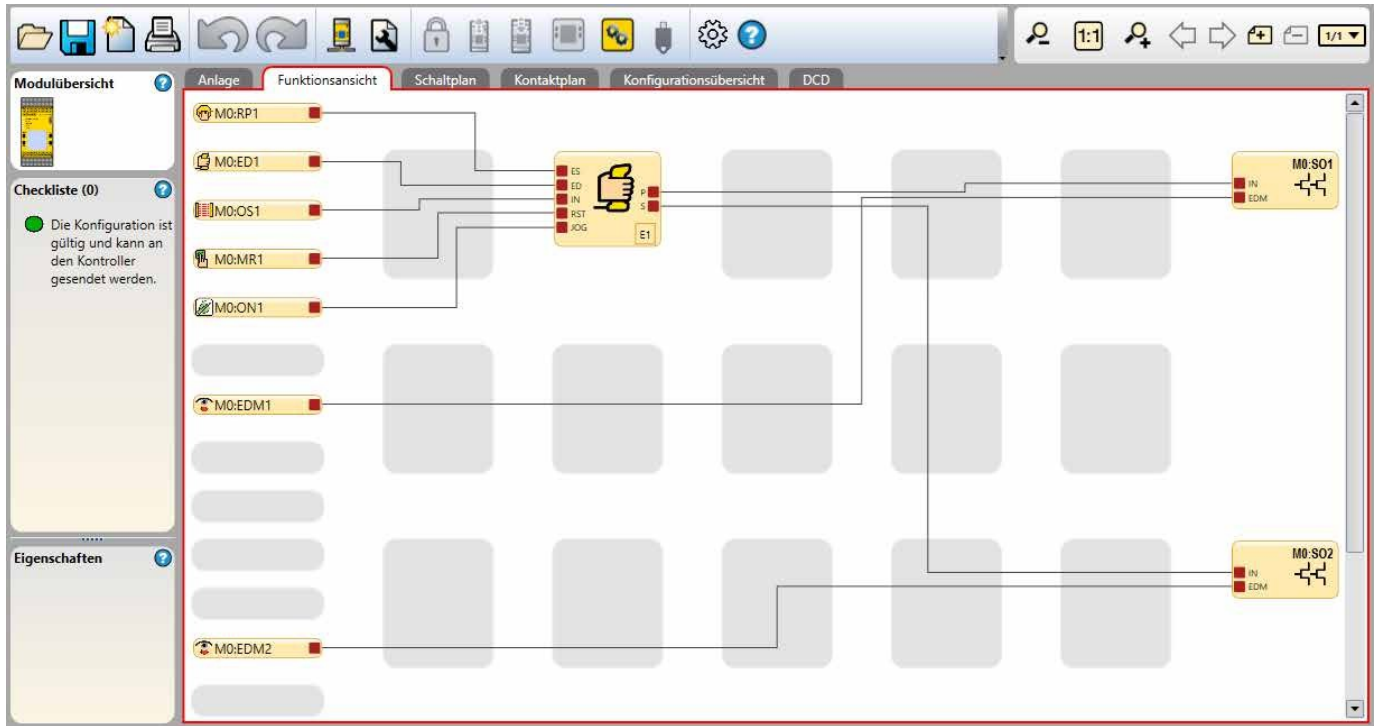 1:1
1/1
Modulübersicht
Anlage
Funktionsansicht
Schaltplan
Kontaktplan
Konfigurationsübersicht
DCD
Checkliste (0)
Die Konfiguration ist
gültig und kann an
den Kontroller
gesendet werden.
Eigenschaften
M0:RP1
M0:ED1
M0:OS1
M0:MR1
M0:ON1
M0:EDM1
M0:EDM2
ES
ED
IN
RST
JOG
P
S
E1
M0:SO1
IN
EDM
M0:SO2
IN
EDM